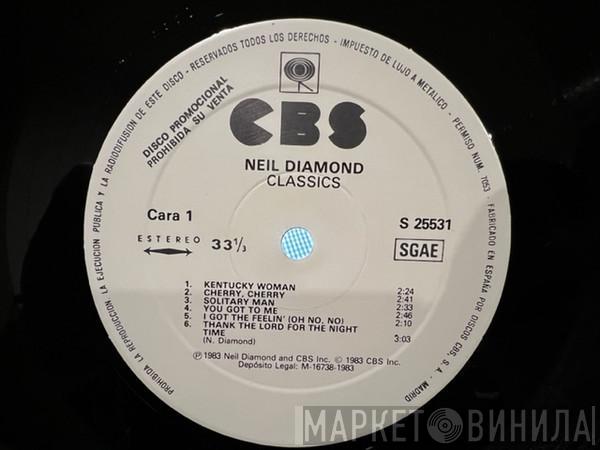 PROHIBIDA LA REPRODUCCION, LA EJECUCION PUBLICA Y LA RADIODIFUSION DE ESTE DISCO - RESERVADOS TODOS LOS DERECHOS - IMPUESTO DE LUJO A METALICO - PERMISO NUM. 7053 - FABRICADO EN ESPAÑA POR DISCOS CBS, S. A. - MADRID
DISCO PROMOCIONAL
PROHIBIDA SU VENTA
CBS
NEIL DIAMOND
CLASSICS
Cara 1
S 25531
ESTEREO
33 1/3
SGAE
1. KENTUCKY WOMAN 2:24
2. CHERRY, CHERRY 2:41
3. SOLITARY MAN 2:33
4. YOU GOT TO ME 2:46
5. I GOT THE FEELIN' (OH NO, NO) 2:10
6. THANK THE LORD FOR THE NIGHT
TIME 3:03
(N. Diamond)
Ⓟ 1983 Neil Diamond and CBS Inc. © 1983 CBS Inc.
Depósito Legal: M-16738-1983
МАРКЕТ ВИНИЛА